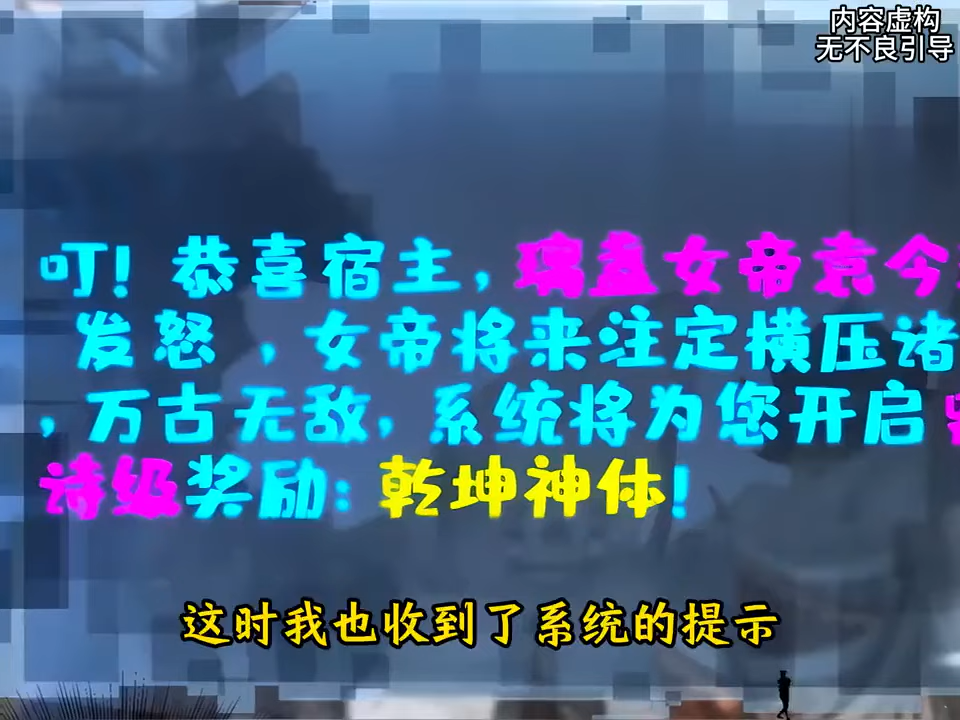 内容虚构
无不良引导
叮！恭喜宿主，璃孟女帝袁今
发怒，女帝将来注定横压诸
，万古无敌，系统将为您开启
诗级奖励：乾坤神体！
这时我也收到了系统的提示